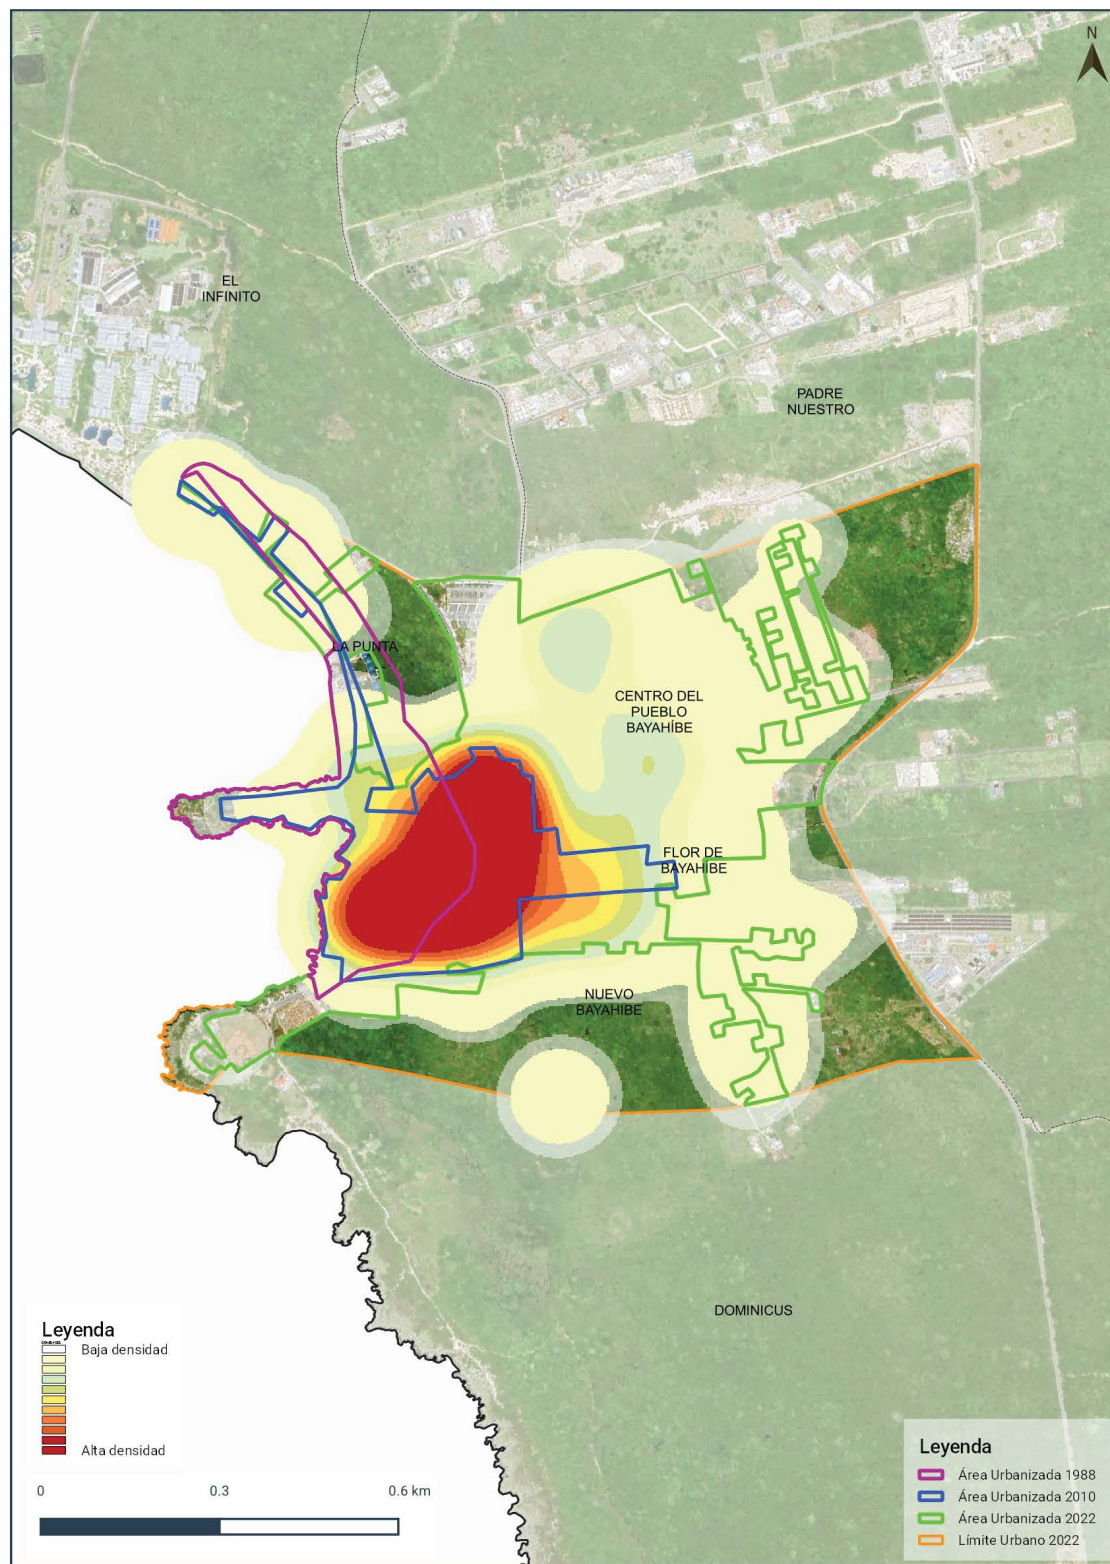 N
EL
INFINITO
PADRE
NUESTRO
LA PUNTA
CENTRO DEL
PUEBLO
BAYAHÍBE
FLOR DE
BAYAHIBE
NUEVO
BAYAHIBE
DOMINICUS
Leyenda
Baja densidad
Alta densidad
0 0.3 0.6 km
Leyenda
Área Urbanizada 1988
Área Urbanizada 2010
Área Urbanizada 2022
Límite Urbano 2022